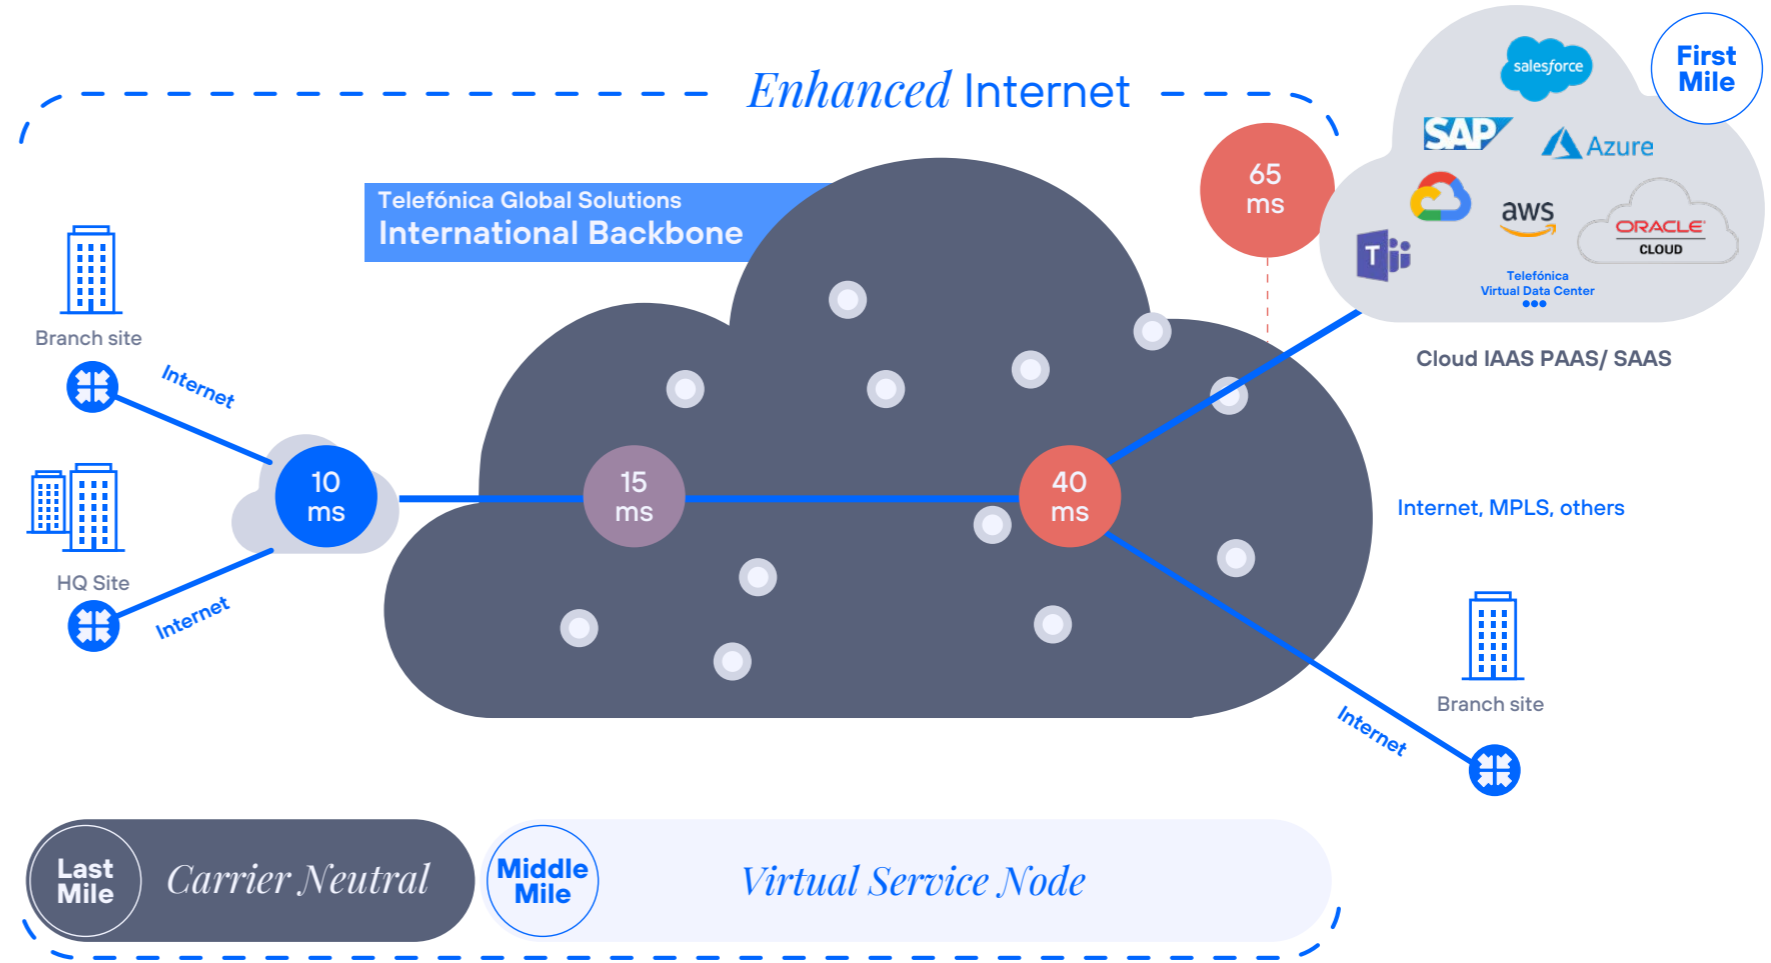 Enhanced Internet
First
Mile
salesforce
SAP
Azure
aws
ORACLE
CLOUD
T
Telefónica
Virtual Data Center
Cloud IAAS PAAS/ SAAS
65
ms
Telefónica Global Solutions
International Backbone
Branch site
Internet
10
ms
15
ms
40
ms
Internet, MPLS, others
HQ Site
Internet
Branch site
Internet
Last
Mile
Carrier Neutral
Middle
Mile
Virtual Service Node